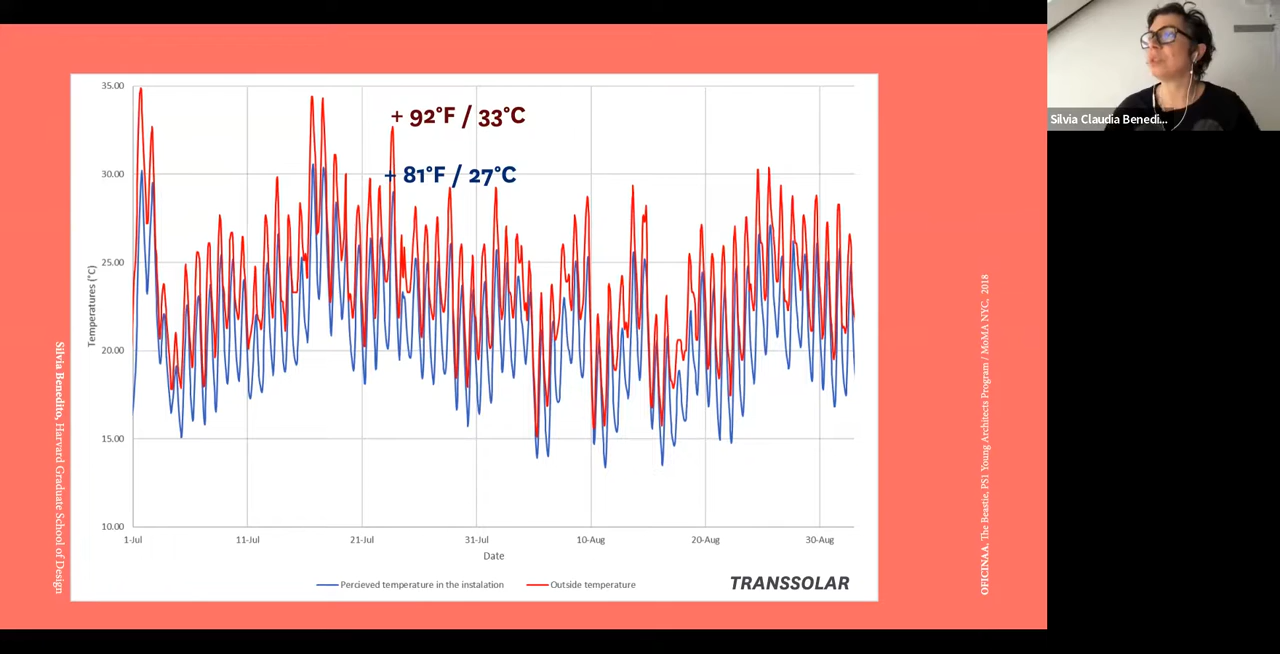 35.00
30.00
25.00
20.00
15.00
10.00
Temperatures (°C)
+ 92°F / 33°C
+ 81°F / 27°C
1-Jul
11-Jul
21-Jul
31-Jul
10-Aug
20-Aug
30-Aug
Date
Percieved temperature in the instalation
Outside temperature
TRANSSOLAR
Silvia Benedito, Harvard Graduate School of Design
OFICINAA. The Beastie, PS1 Young Architects Program / MoMA NYC, 2018
Silvia Claudia Benedi...